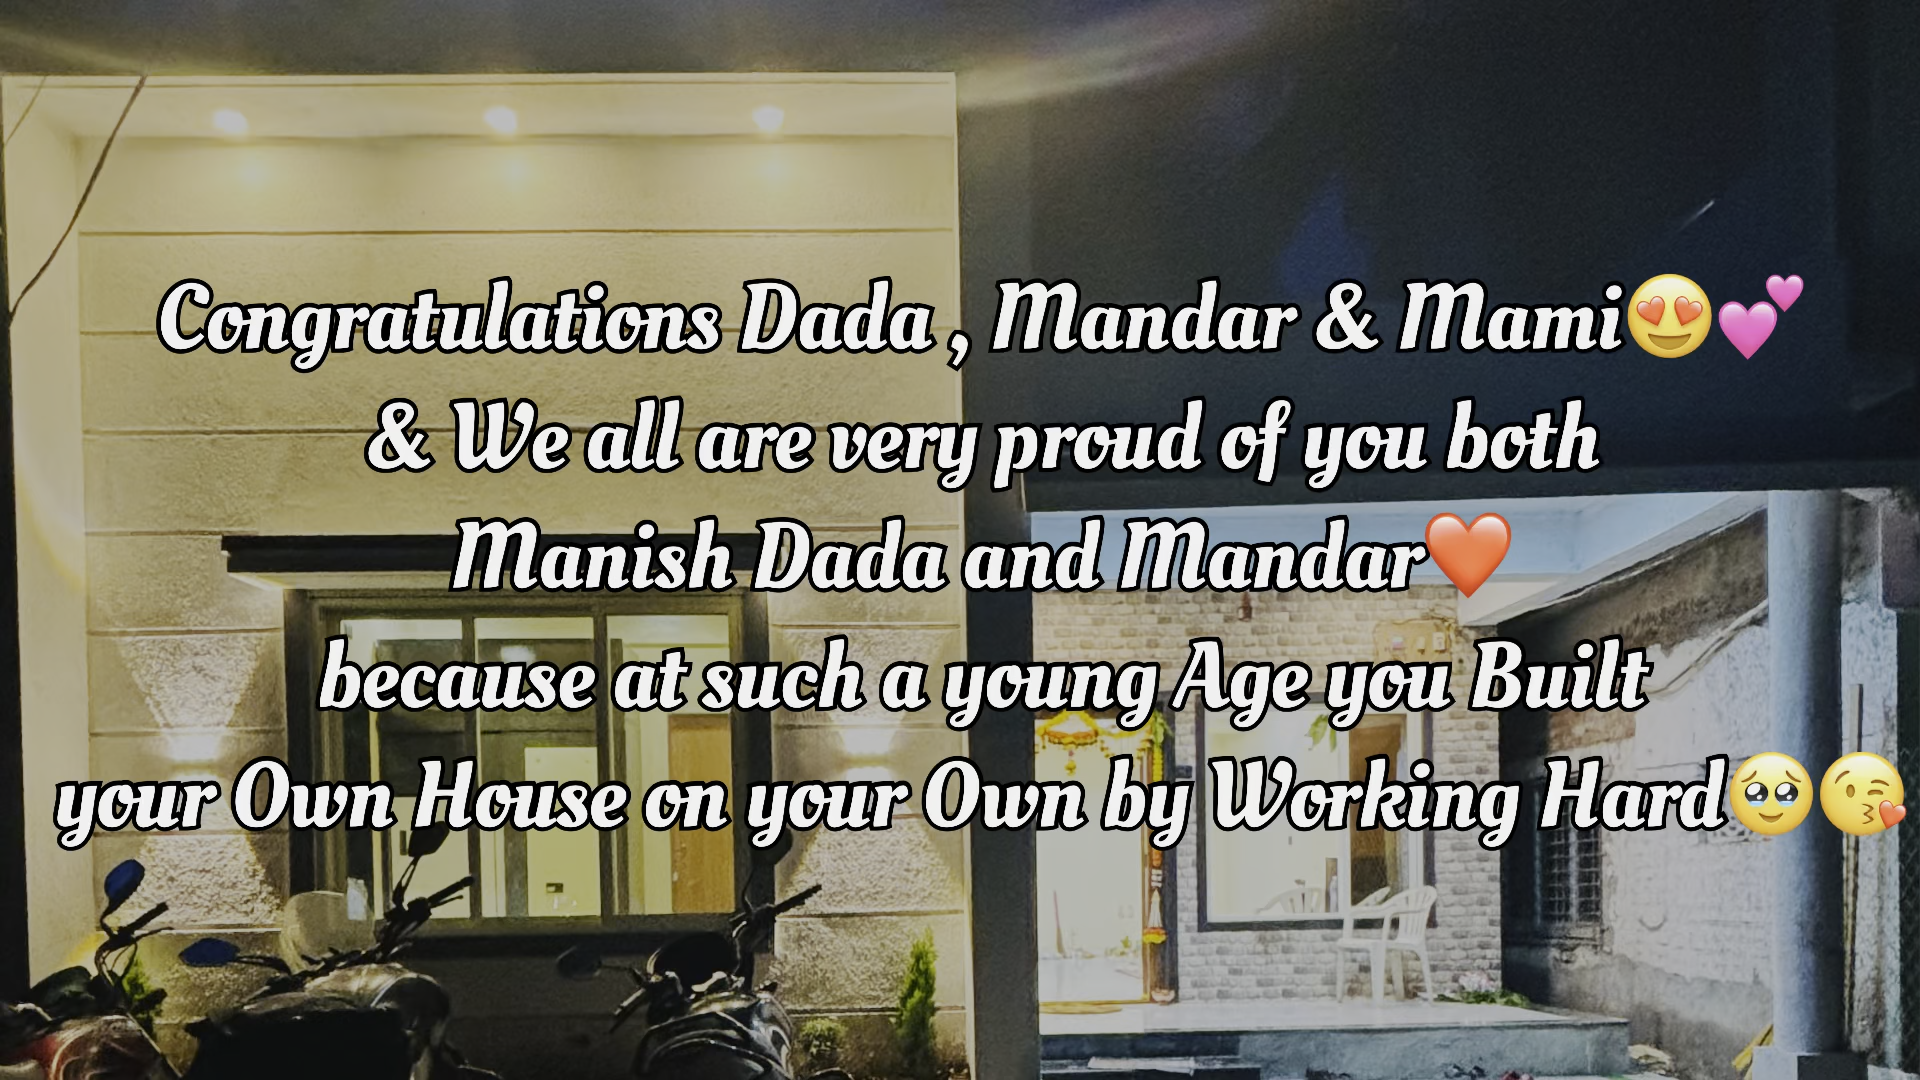 Congratulations Dada , Mandar & Mami😍💕
& We all are very proud of you both
Manish Dada and Mandar❤️
because at such a young Age you Built
your Own House on your Own by Working Hard🥹😘